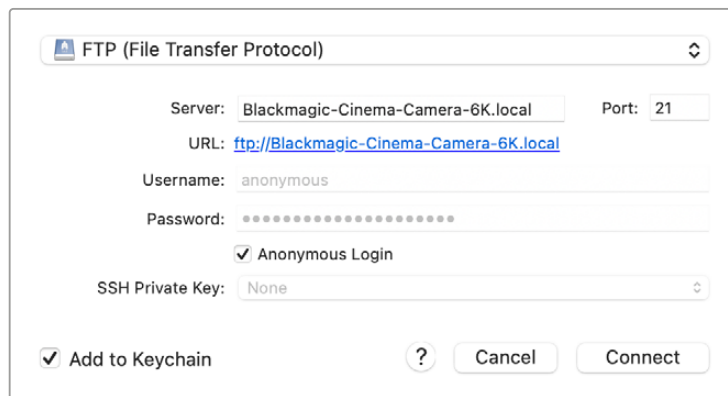 FTP (File Transfer Protocol)
Server: Blackmagic-Cinema-Camera-6K.local Port: 21
URL: ftp://Blackmagic-Cinema-Camera-6K.local
Username: anonymous
Password: ●●●●●●●●●●●●●●●●●●●●●
Anonymous Login
SSH Private Key: None
Add to Keychain ? Cancel Connect